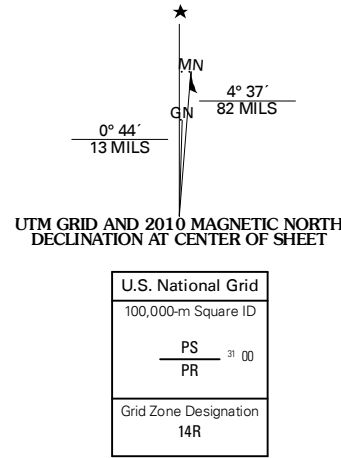 ★
MN
4° 37´
82 MILS
GN
0° 44´
13 MILS
UTM GRID AND 2010 MAGNETIC NORTH
DECLINATION AT CENTER OF SHEET
U.S. National Grid
100,000-m Square ID
PS
31 00
PR
Grid Zone Designation
14R